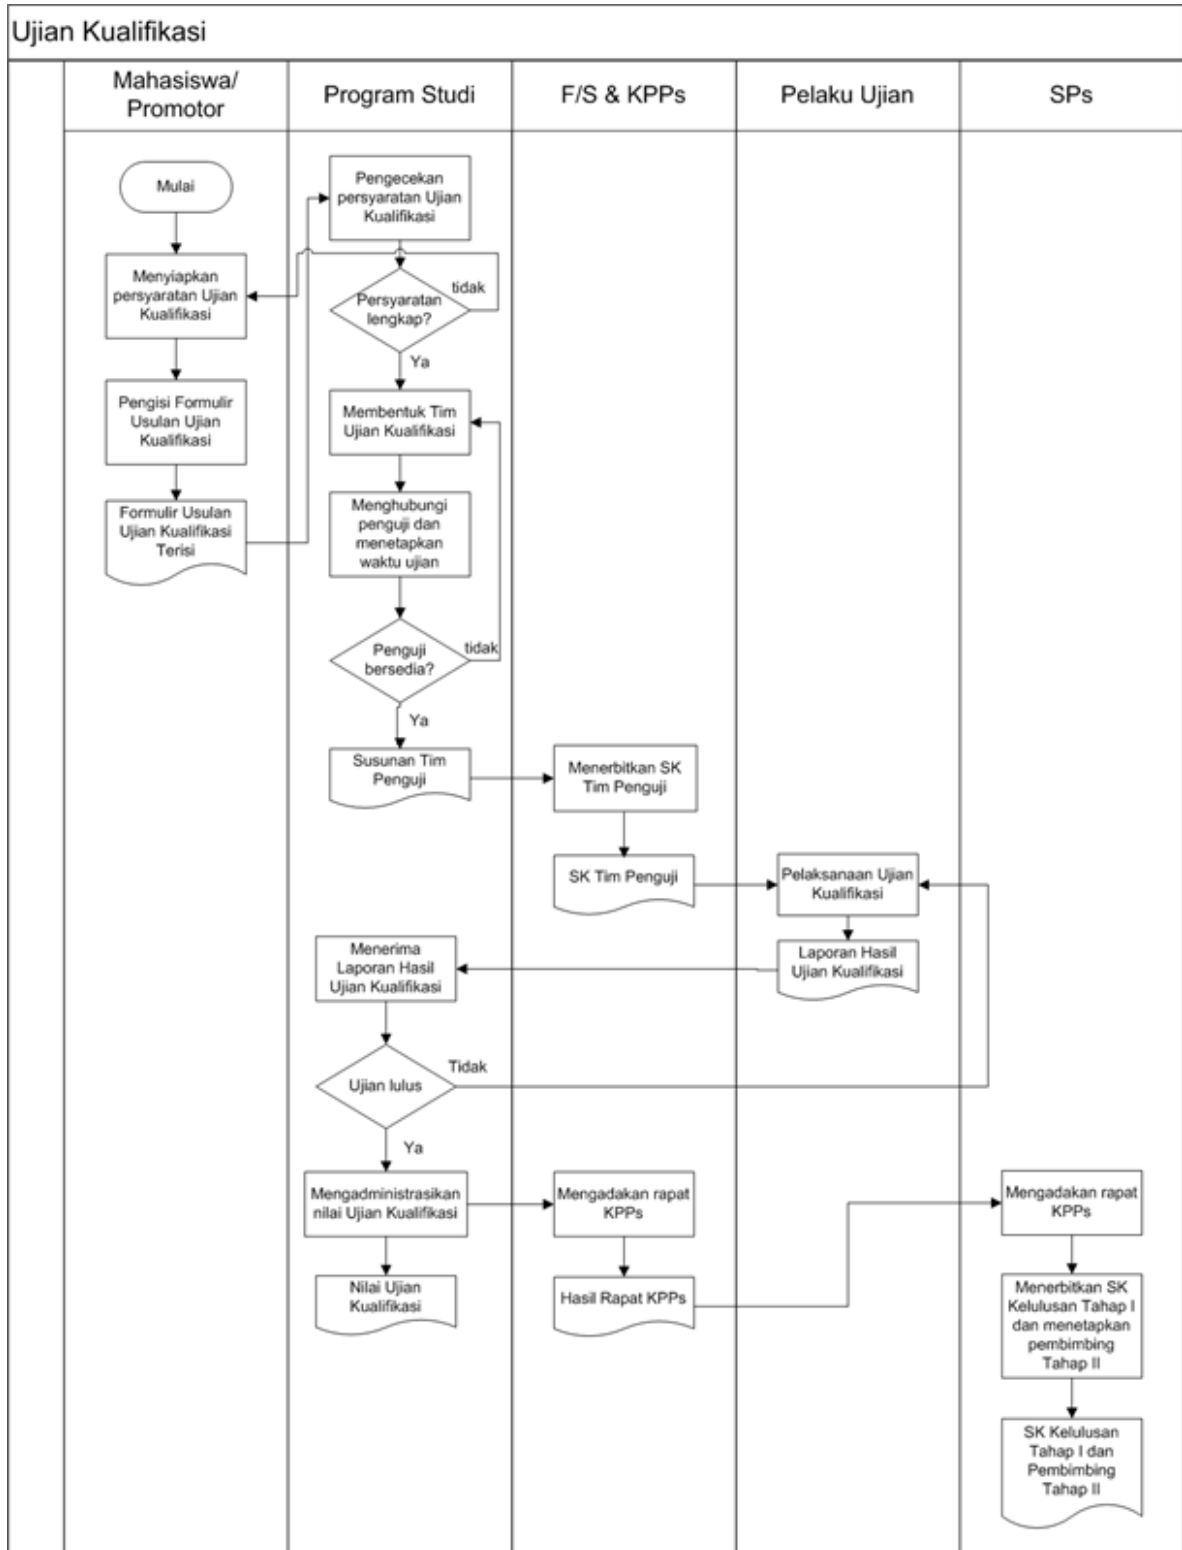 Ujian Kualifikasi
Mahasiswa/
Promotor
Program Studi
F/S & KPPs
Pelaku Ujian
SPs
Mulai
Menyiapkan
persyaratan Ujian
Kualifikasi
Pengisi Formulir
Usulan Ujian
Kualifikasi
Formulir Usulan
Ujian Kualifikasi
Terisi
Pengecekan
persyaratan Ujian
Kualifikasi
Persyaratan
lengkap?
tidak
Ya
Membentuk Tim
Ujian Kualifikasi
Menghubungi
penguji dan
menetapkan
waktu ujian
Penguji
bersedia?
tidak
Ya
Susunan Tim
Penguji
Menerbitkan SK
Tim Penguji
SK Tim Penguji
Pelaksanaan Ujian
Kualifikasi
Laporan Hasil
Ujian Kualifikasi
Menerima
Laporan Hasil
Ujian Kualifikasi
Ujian lulus
Tidak
Ya
Mengadministrasikan
nilai Ujian Kualifikasi
Nilai Ujian
Kualifikasi
Mengadakan rapat
KPPs
Hasil Rapat KPPs
Mengadakan rapat
KPPs
Menerbitkan SK
Kelulusan Tahap I
dan menetapkan
pembimbing
Tahap II
SK Kelulusan
Tahap I dan
Pembimbing
Tahap II